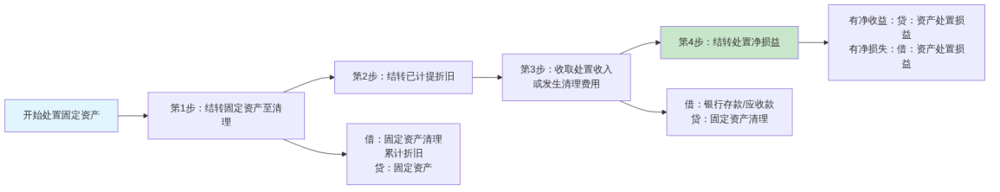 开始处置固定资产
第1步：结转固定资产至清
理
借：固定资产清理
累计折旧
贷：固定资产
第2步：结转已计提折旧
第3步：收取处置收入
或发生清理费用
借：银行存款/应收款
贷：固定资产清理
第4步：结转处置净损益
有净收益：贷：资产处置损
益
有净损失：借：资产处置损
益